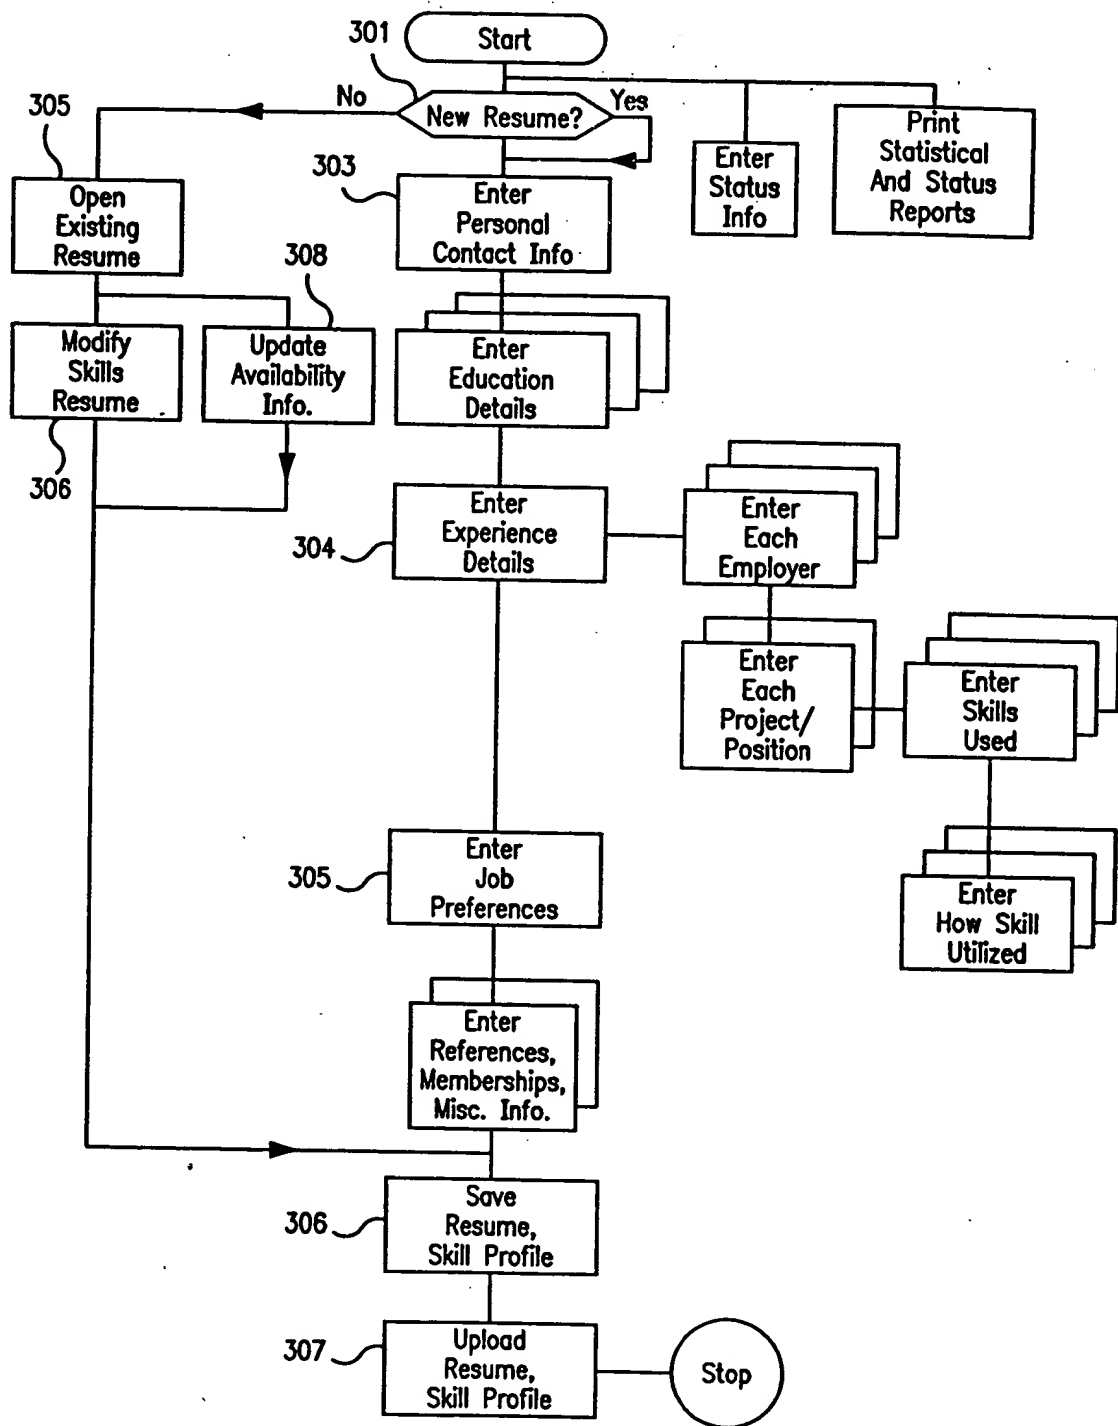 301
Start
No
New Resume?
Yes
305
Open
Existing
Resume
303
Enter
Personal
Contact Info
Enter
Status
Info
Print
Statistical
And Status
Reports
308
Modify
Skills
Resume
306
Update
Availability
Info.
Enter
Education
Details
304
Enter
Experience
Details
Enter
Each
Employer
Enter
Each
Project/
Position
Enter
Skills
Used
Enter
How Skill
Utilized
305
Enter
Job
Preferences
Enter
References,
Memberships,
Misc. Info.
306
Save
Resume,
Skill Profile
307
Upload
Resume,
Skill Profile
Stop